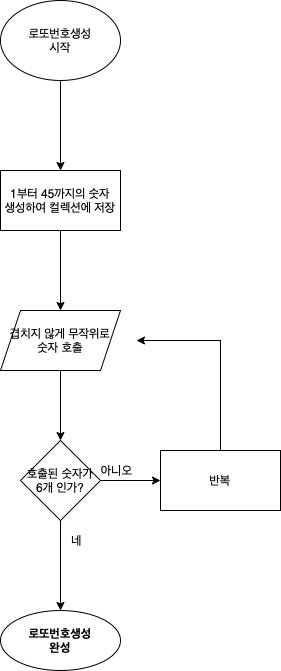 로또번호생성
시작
1부터 45까지의 숫자
생성하여 컬렉션에 저장
겹치지 않게 무작위로
숫자 호출
호출된 숫자가
6개 인가?
아니오
반복
네
로또번호생성
완성